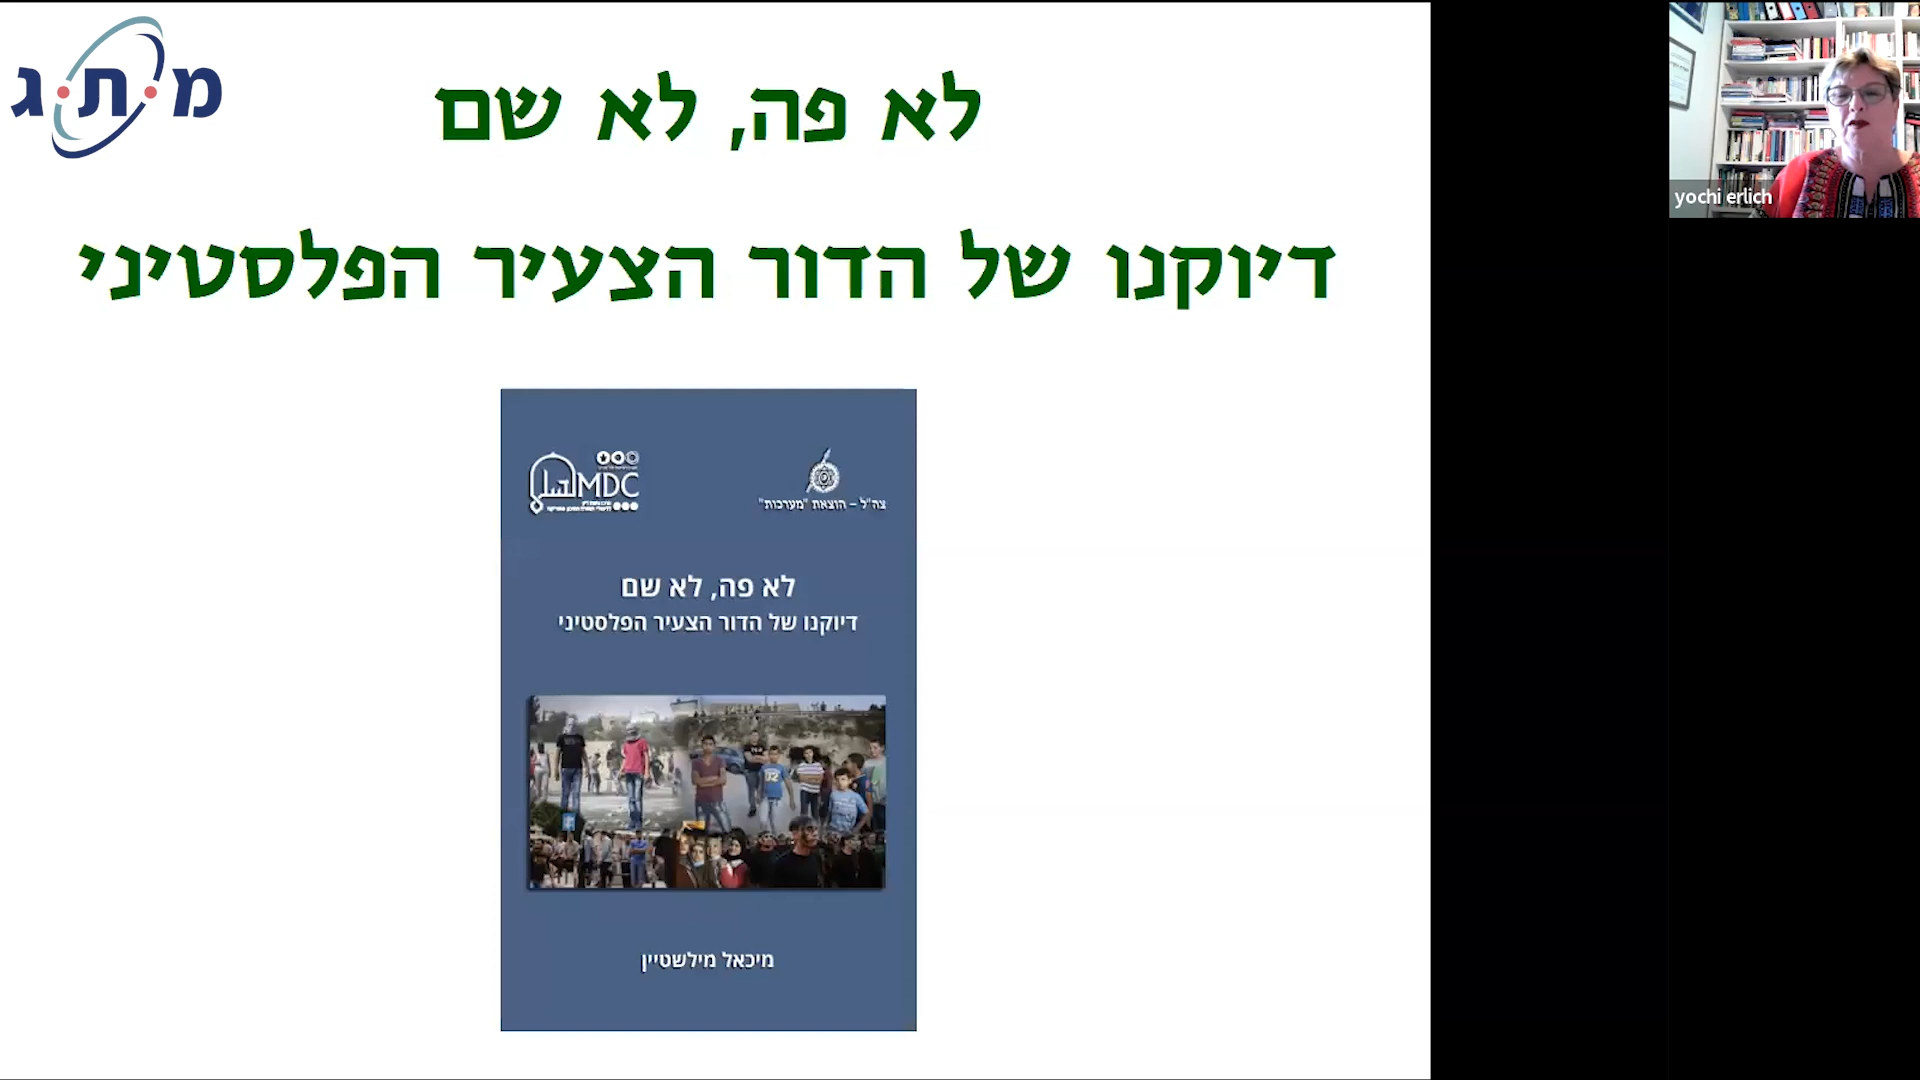 מ.ת.ג
לא פה, לא שם
דיוקנו של הדור הצעיר הפלסטיני
MDC
צה"ל – הוצאת "מערכות"
לא פה, לא שם
דיוקנו של הדור הצעיר הפלסטיני
מיכאל מילשטיין
yochi erlich